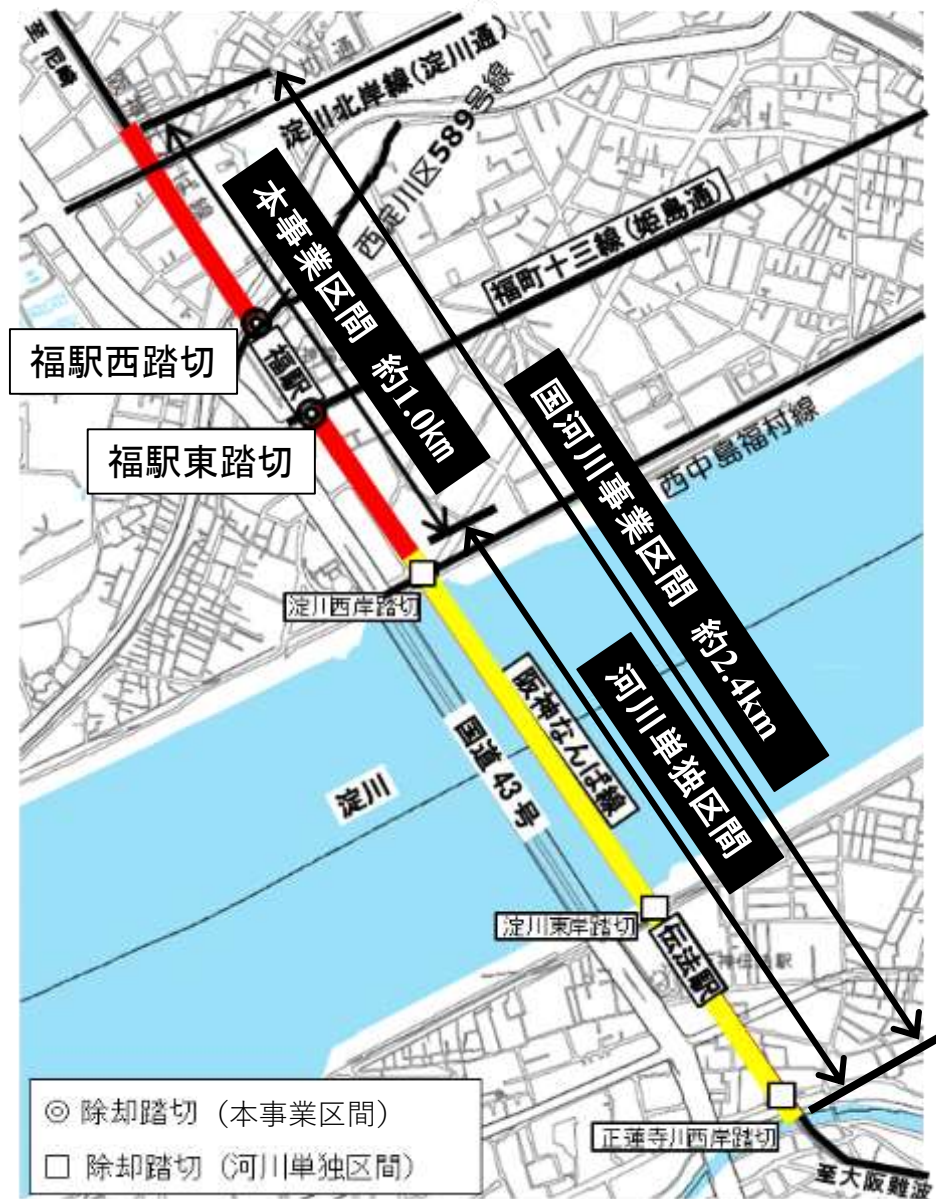 至尼崎
淀川北岸線(淀川通)
西淀川区589号線
本事業区間 約1.0km
福町十三線(姫島通)
福駅西踏切
福駅
国河川事業区間 約2.4km
福駅東踏切
西中島福村線
淀川西岸踏切
阪神なんば線
河川単独区間
国道43号
淀川
淀川東岸踏切
伝法駅
◎ 除却踏切 (本事業区間)
□ 除却踏切 (河川単独区間)
正蓮寺川西岸踏切
至大阪難波